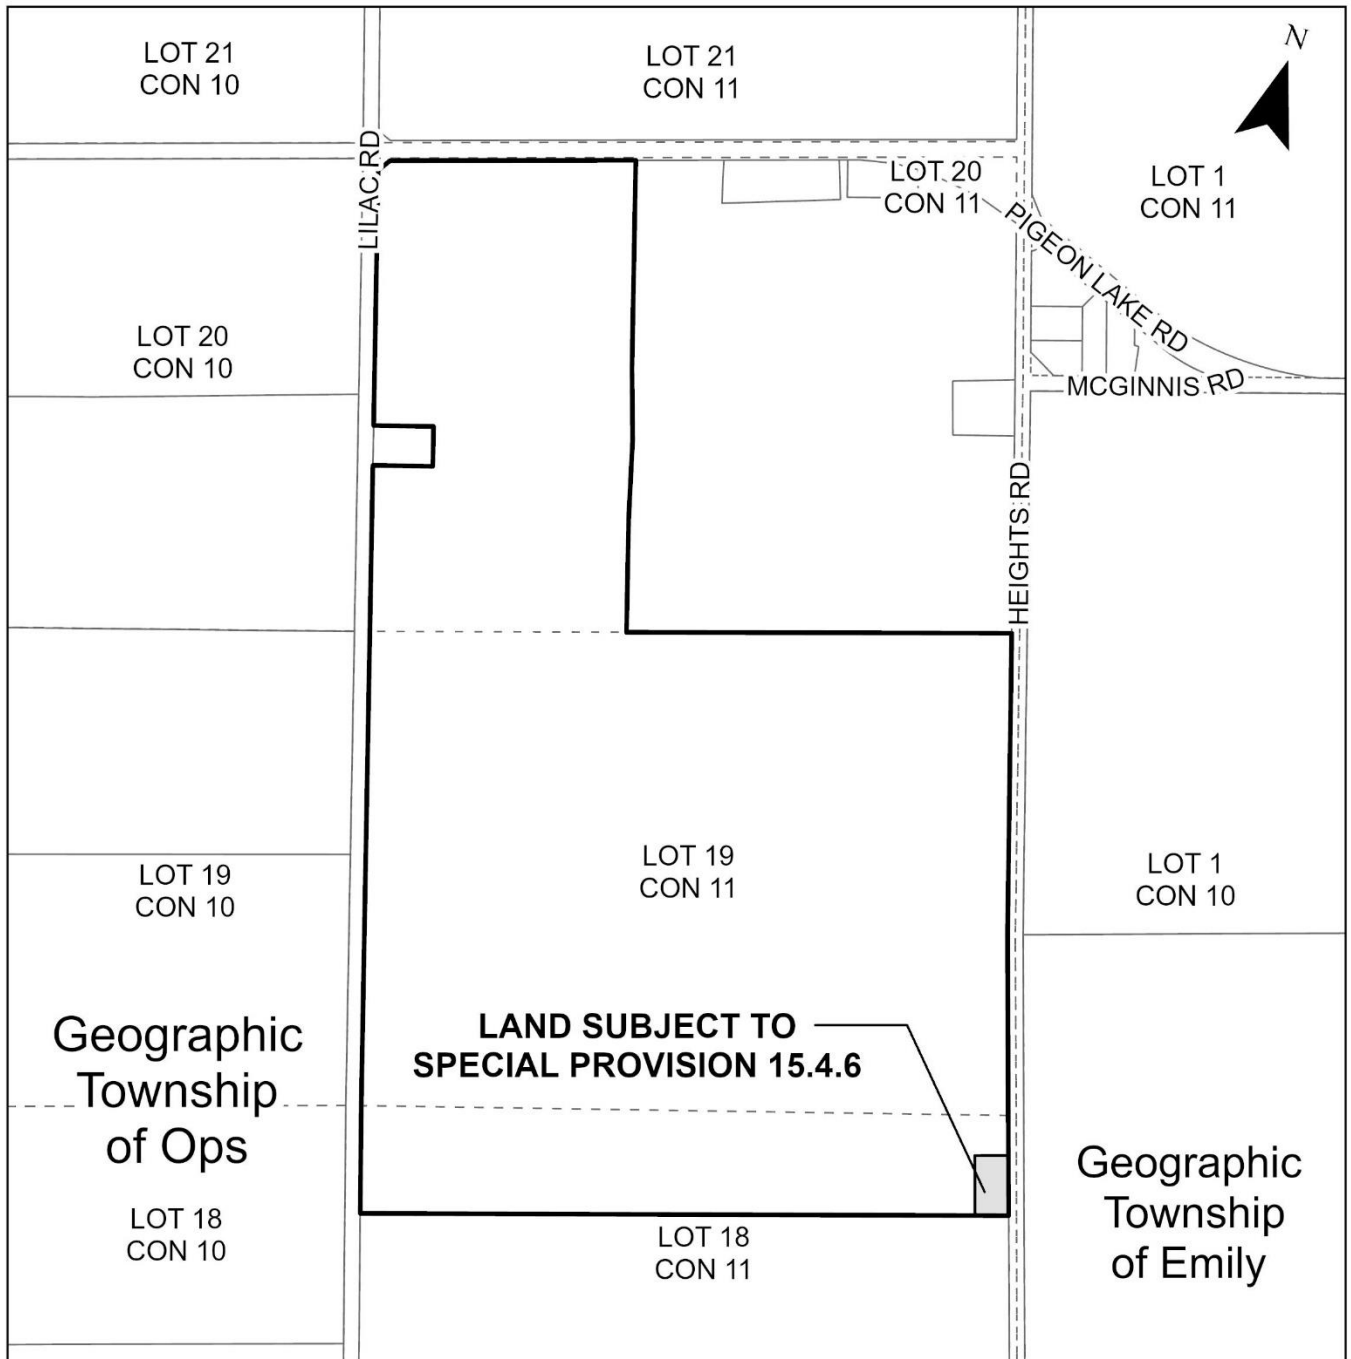 LOT 21
CON 10
LOT 21
CON 11
N
LILAC RD
LOT 20
CON 11
LOT 1
CON 11
PIGEON LAKE RD
LOT 20
CON 10
MCGINNIS RD
HEIGHTS RD
LOT 19
CON 11
LOT 1
CON 10
LOT 19
CON 10
LAND SUBJECT TO
SPECIAL PROVISION 15.4.6
Geographic
Township
of Ops
Geographic
Township
of Emily
LOT 18
CON 10
LOT 18
CON 11